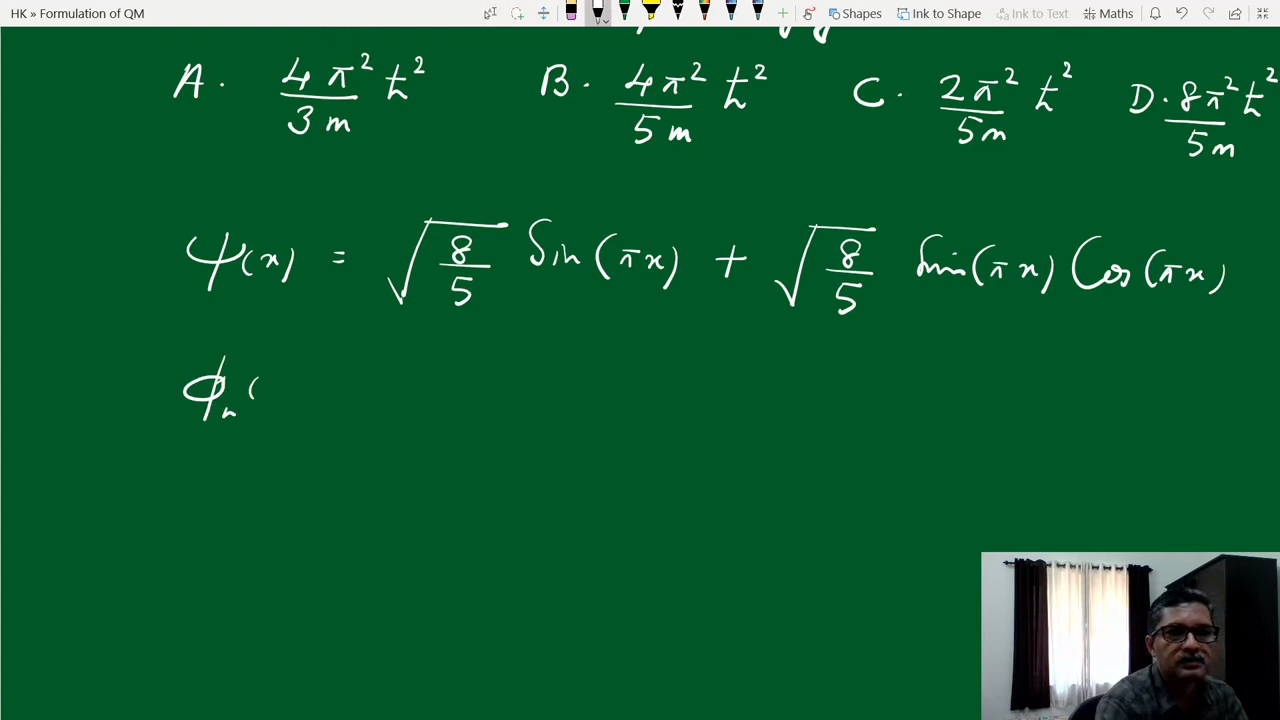 HK » Formulation of QM
Shapes Ink to Shape Ink to Text Maths
A. 4π²/3m ħ² B. 4π²/5m ħ² C. 2π²/5m ħ² D. 8π²/5m ħ²
ψ(x) = √(8/5) Sin(πx) + √(8/5) Sin(πx) Cos(πx)
ϕₙ (